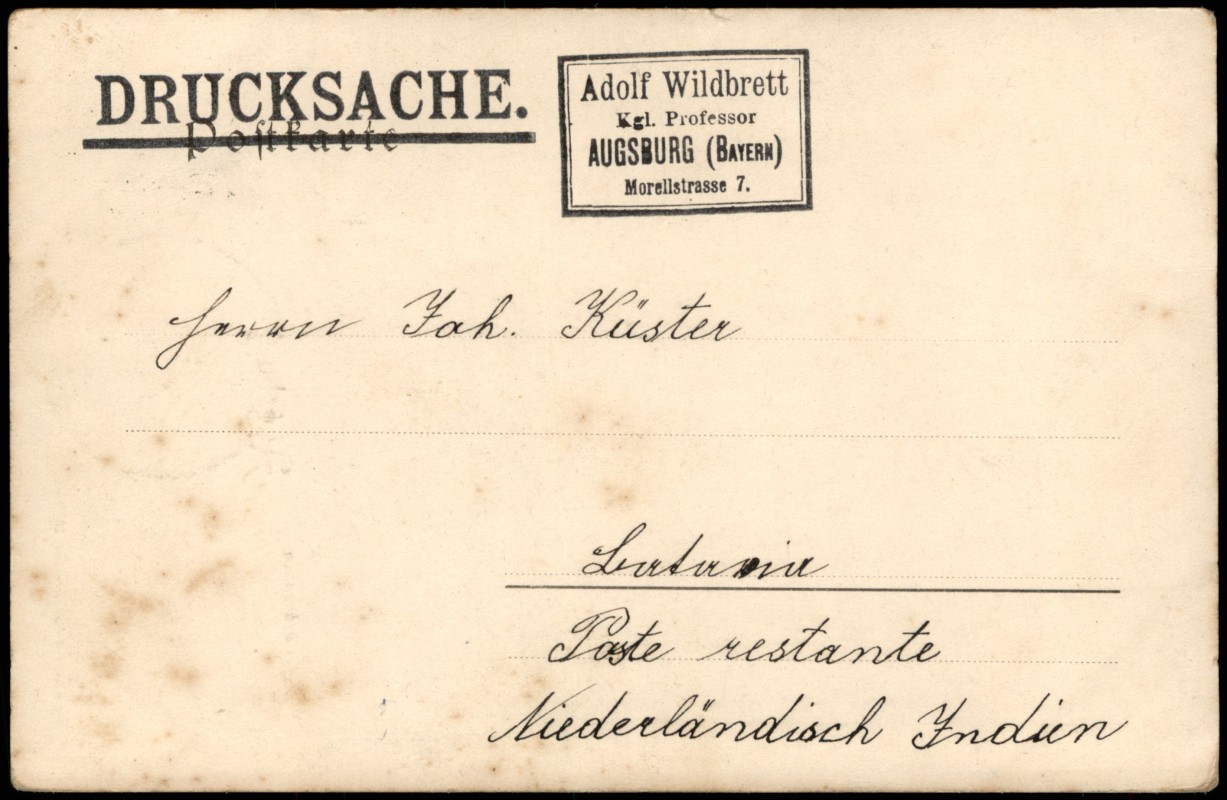 DRUCKSACHE.
Postkarte
Adolf Wildbrett
Kgl. Professor
AUGSBURG (BAYERN)
Morellstrasse 7.
Herrn Joh. Küster
Batavia
Poste restante
Niederländisch Indien